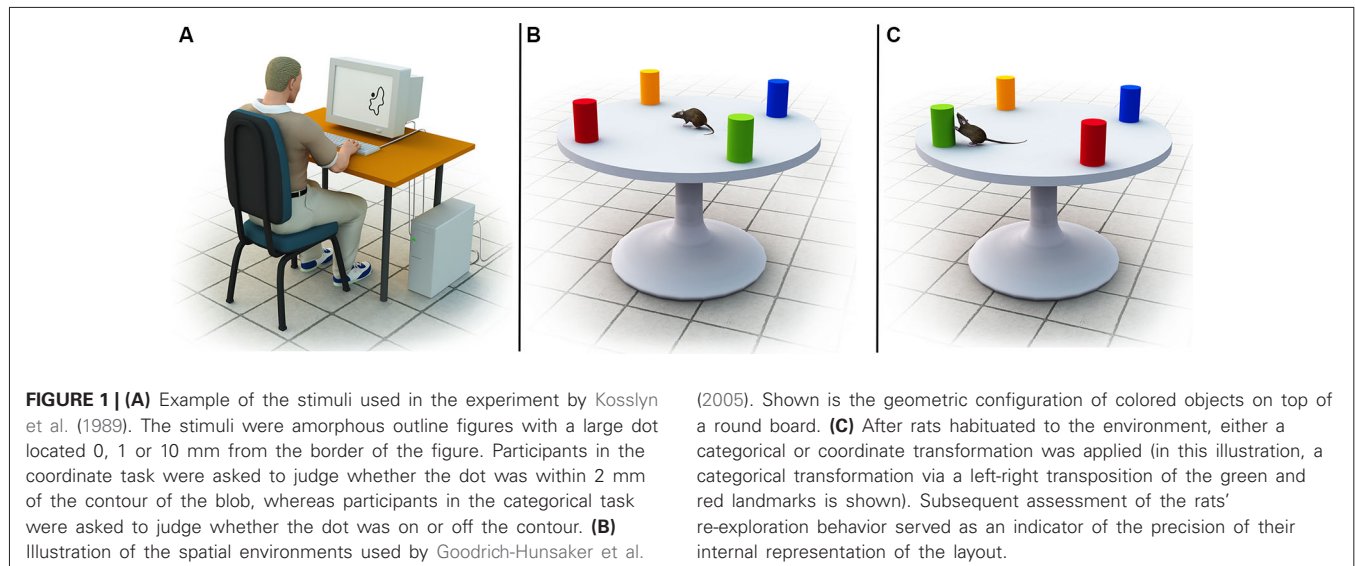 A
B
C
FIGURE 1 | (A) Example of the stimuli used in the experiment by Kosslyn
et al. (1989). The stimuli were amorphous outline figures with a large dot
located 0, 1 or 10 mm from the border of the figure. Participants in the
coordinate task were asked to judge whether the dot was within 2 mm
of the contour of the blob, whereas participants in the categorical task
were asked to judge whether the dot was on or off the contour. (B)
Illustration of the spatial environments used by Goodrich-Hunsaker et al.
(2005). Shown is the geometric configuration of colored objects on top of
a round board. (C) After rats habituated to the environment, either a
categorical or coordinate transformation was applied (in this illustration, a
categorical transformation via a left-right transposition of the green and
red landmarks is shown). Subsequent assessment of the rats’
re-exploration behavior served as an indicator of the precision of their
internal representation of the layout.